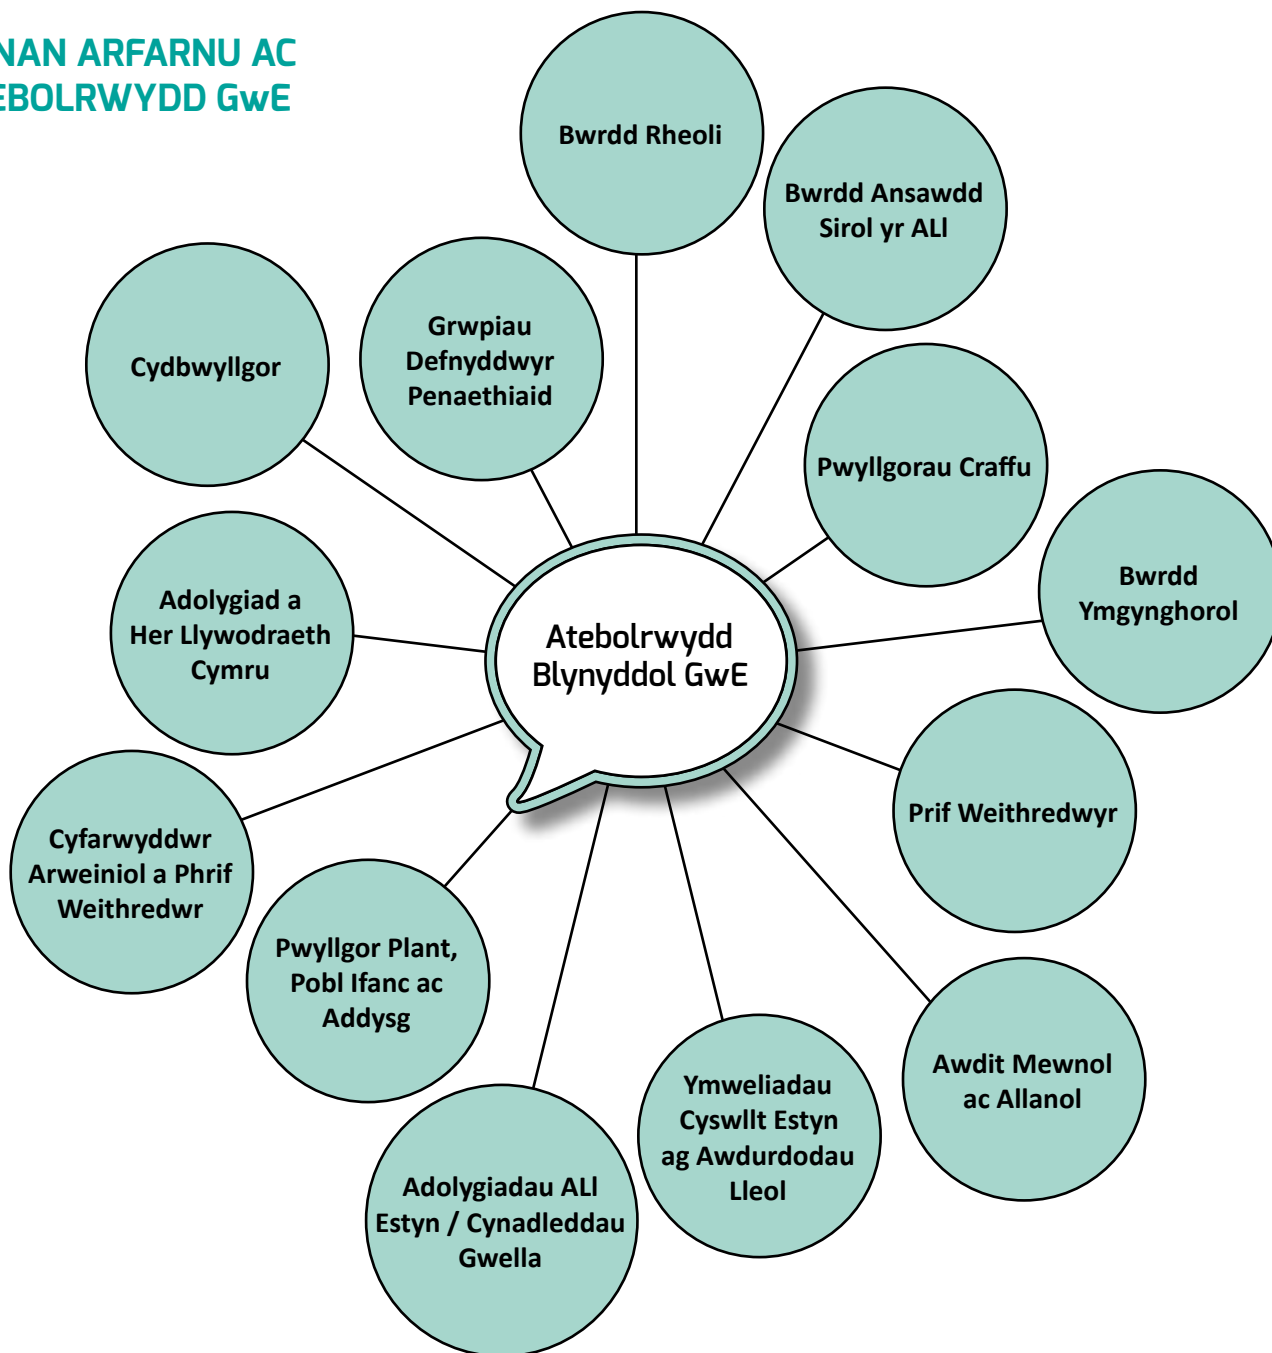 NAN ARFARNU AC
EBOLRWYDD GwE
Bwrdd Rheoli
Bwrdd Ansawdd
Sirol yr ALl
Grwpiau
Defnyddwyr
Penaethiaid
Cydbwyllgor
Pwyllgorau Craffu
Bwrdd
Ymgynghorol
Adolygiad a
Her Llywodraeth
Cymru
Atebolrwydd
Blynyddol GwE
Prif Weithredwyr
Cyfarwyddwr
Arweiniol a Phrif
Weithredwr
Pwyllgor Plant,
Pobl Ifanc ac
Addysg
Awdit Mewnol
ac Allanol
Ymweliadau
Cyswllt Estyn
ag Awdurdodau
Lleol
Adolygiadau ALl
Estyn / Cynadleddau
Gwella